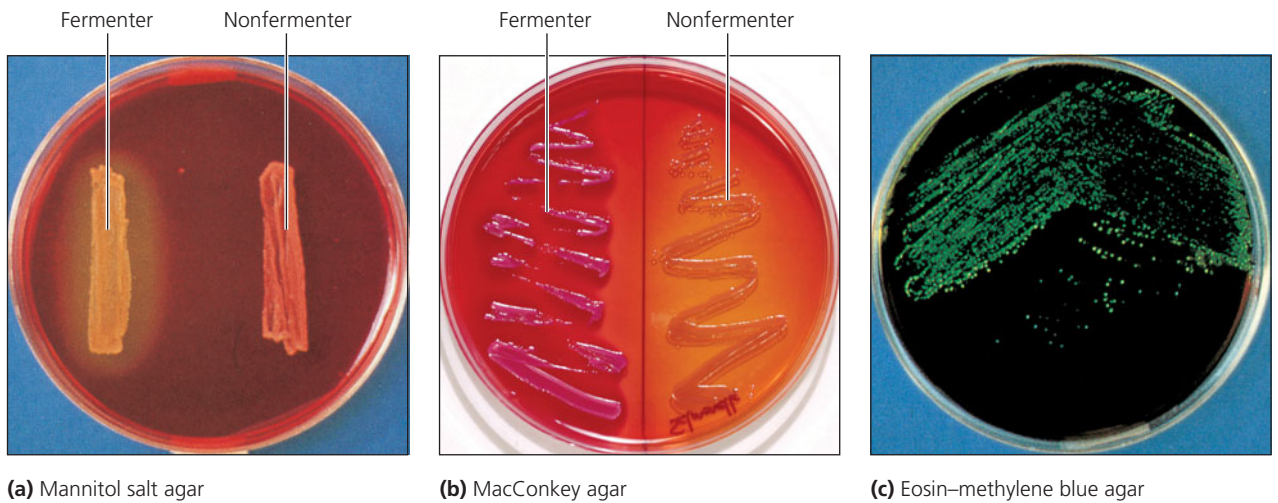 Fermenter Nonfermenter
Fermenter Nonfermenter
(a) Mannitol salt agar
(b) MacConkey agar
(c) Eosin–methylene blue agar